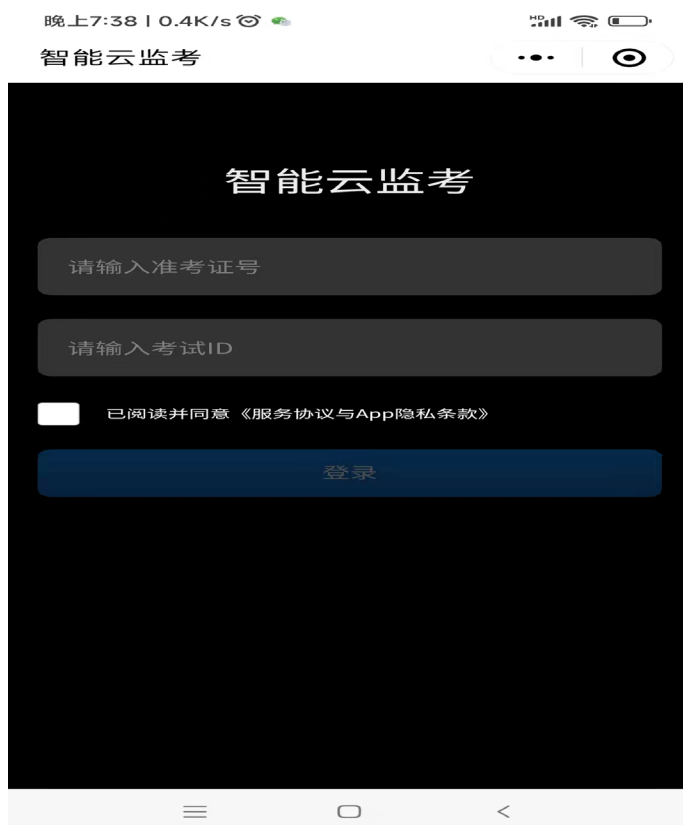 晚上7:38 | 0.4K/s
HD
智能云监考
智能云监考
请输入准考证号
请输入考试ID
已阅读并同意《服务协议与App隐私条款》
登录